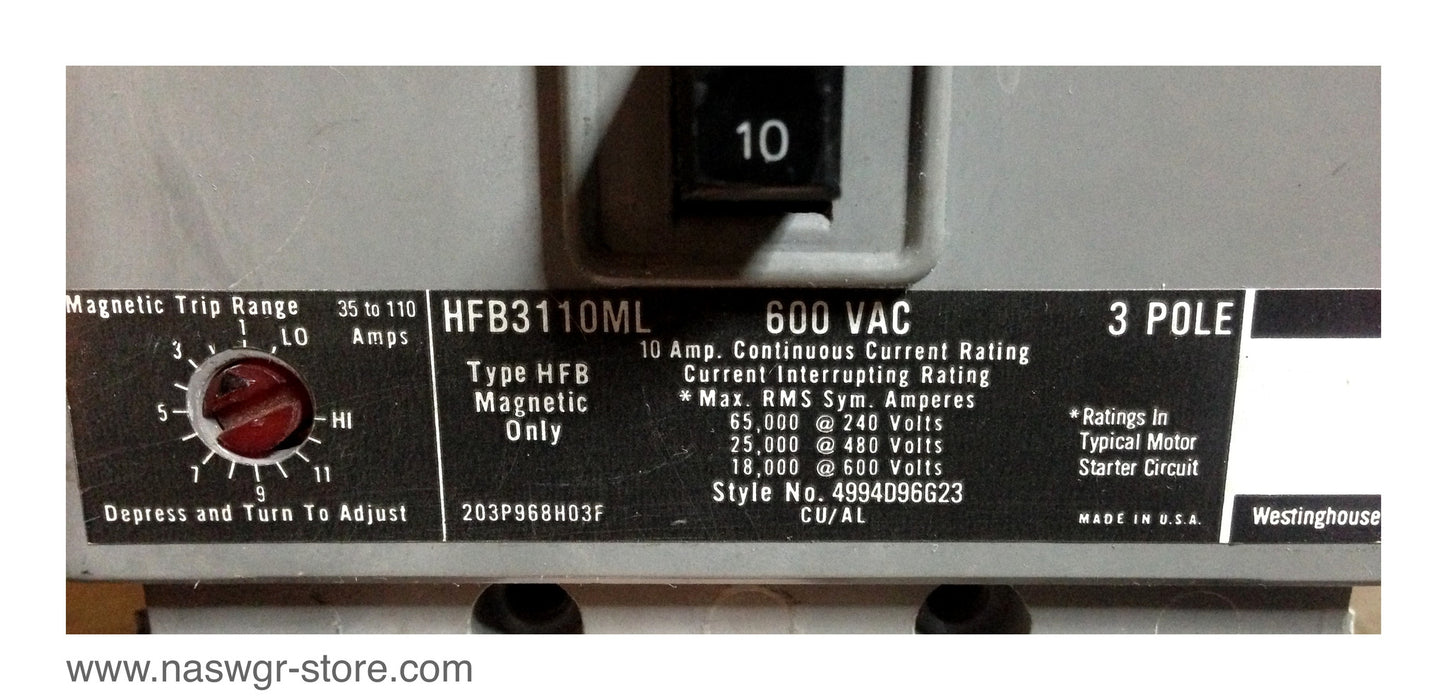 10
Magnetic Trip Range
35 to 110
Amps
LO
1
3
5
7
9
11
HI
Depress and Turn To Adjust
HFB3110ML
600 VAC
3 POLE
10 Amp. Continuous Current Rating
Type HFB
Magnetic
Only
Current Interrupting Rating
* Max. RMS Sym. Amperes
65,000 @ 240 Volts
25,000 @ 480 Volts
18,000 @ 600 Volts
Style No. 4994D96G23
CU/AL
203P968H03F
*Ratings In
Typical Motor
Starter Circuit
MADE IN U.S.A.
Westinghouse
www.naswgr-store.com